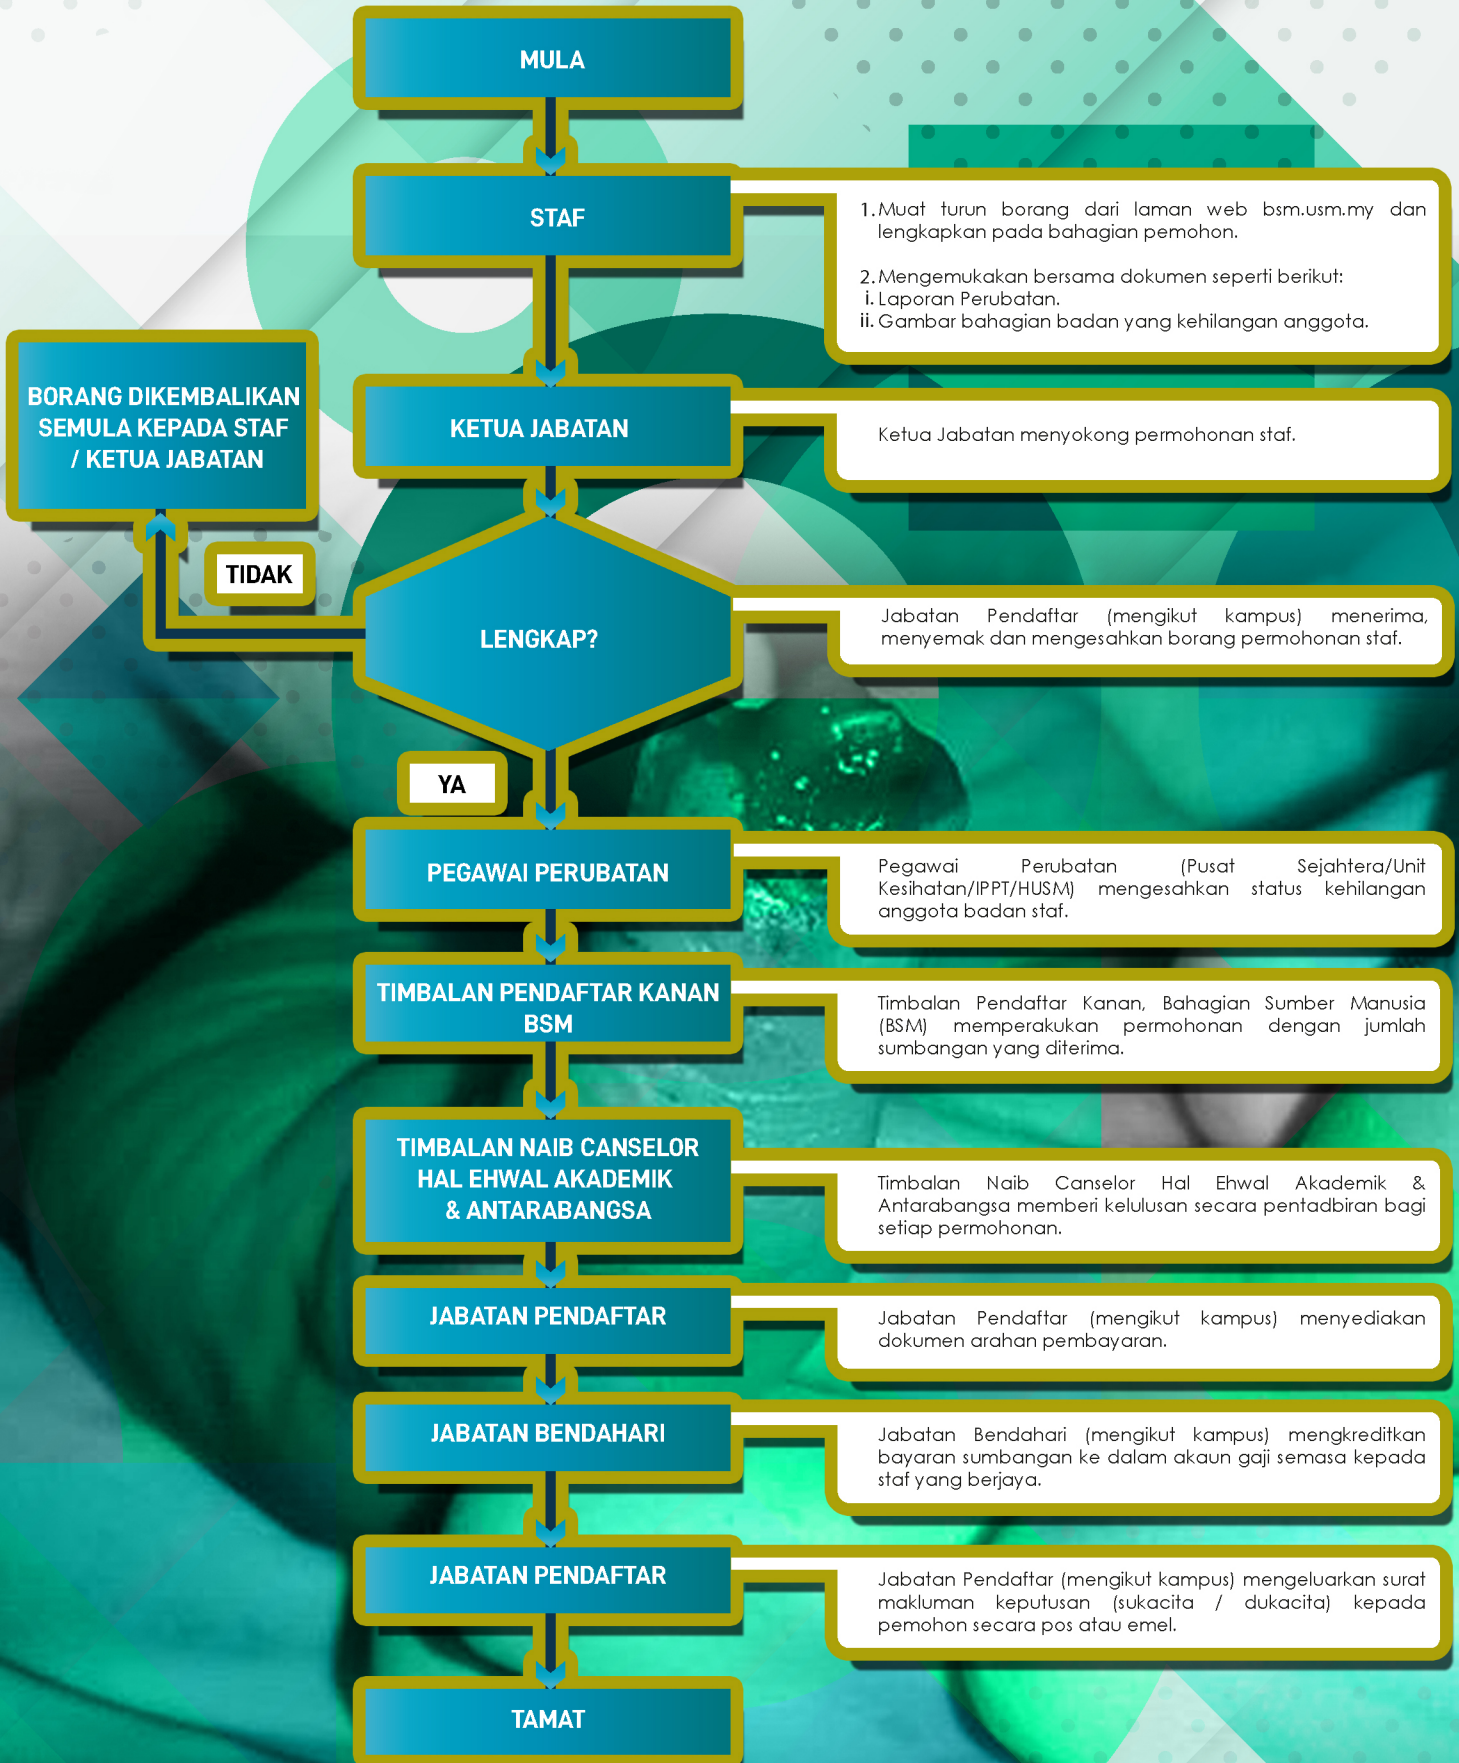 MULA
STAF
1. Muat turun borang dari laman web bsm.usm.my dan
lengkapkan pada bahagian pemohon.
2. Mengemukakan bersama dokumen seperti berikut:
i. Laporan Perubatan.
ii. Gambar bahagian badan yang kehilangan anggota.
BORANG DIKEMBALIKAN
SEMULA KEPADA STAF
/ KETUA JABATAN
KETUA JABATAN
Ketua Jabatan menyokong permohonan staf.
TIDAK
LENGKAP?
Jabatan Pendaftar (mengikut kampus) menerima,
menyemak dan mengesahkan borang permohonan staf.
YA
PEGAWAI PERUBATAN
Pegawai Perubatan (Pusat Sejahtera/Unit
Kesihatan/IPPT/HUSM) mengesahkan status kehilangan
anggota badan staf.
TIMBALAN PENDAFTAR KANAN
BSM
Timbalan Pendaftar Kanan, Bahagian Sumber Manusia
(BSM) memperakukan permohonan dengan jumlah
sumbangan yang diterima.
TIMBALAN NAIB CANSELOR
HAL EHWAL AKADEMIK
& ANTARABANGSA
Timbalan Naib Canselor Hal Ehwal Akademik &
Antarabangsa memberi kelulusan secara pentadbiran bagi
setiap permohonan.
JABATAN PENDAFTAR
Jabatan Pendaftar (mengikut kampus) menyediakan
dokumen arahan pembayaran.
JABATAN BENDAHARI
Jabatan Bendahari (mengikut kampus) mengkreditkan
bayaran sumbangan ke dalam akaun gaji semasa kepada
staf yang berjaya.
JABATAN PENDAFTAR
Jabatan Pendaftar (mengikut kampus) mengeluarkan surat
makluman keputusan (sukacita / dukacita) kepada
pemohon secara pos atau emel.
TAMAT